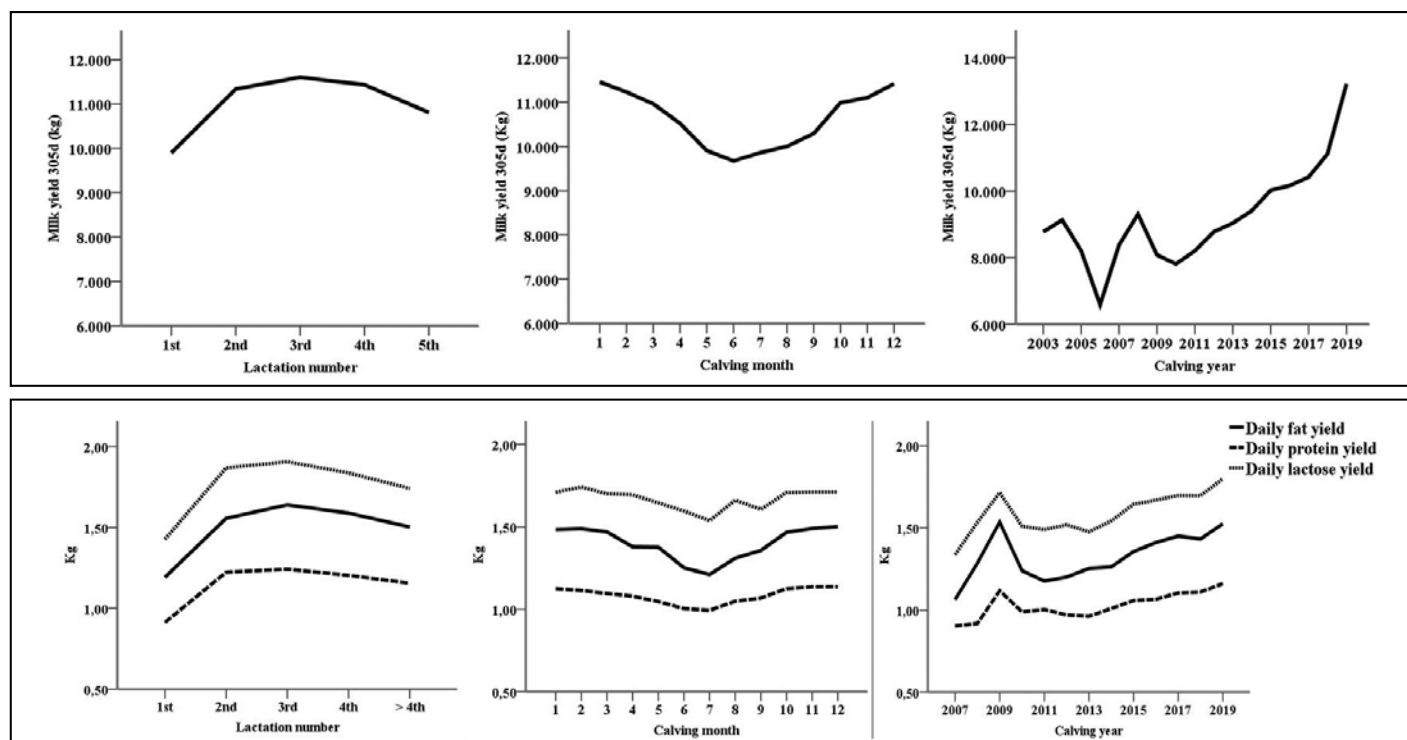 Milk yield 305d (kg)
12.000
11.000
10.000
9.000
8.000
7.000
6.000
1st 2nd 3rd 4th 5th
Lactation number
Milk yield 305d (Kg)
12.000
11.000
10.000
9.000
8.000
7.000
6.000
1 2 3 4 5 6 7 8 9 10 11 12
Calving month
Milk yield 305d (Kg)
14.000
12.000
10.000
8.000
6.000
2003 2005 2007 2009 2011 2013 2015 2017 2019
Calving year
Kg
2,00
1,50
1,00
0,50
1st 2nd 3rd 4th > 4th
Lactation number
Kg
2,00
1,50
1,00
0,50
1 2 3 4 5 6 7 8 9 10 11 12
Calving month
Kg
2,00
1,50
1,00
0,50
2007 2009 2011 2013 2015 2017 2019
Calving year
Daily fat yield
Daily protein yield
Daily lactose yield